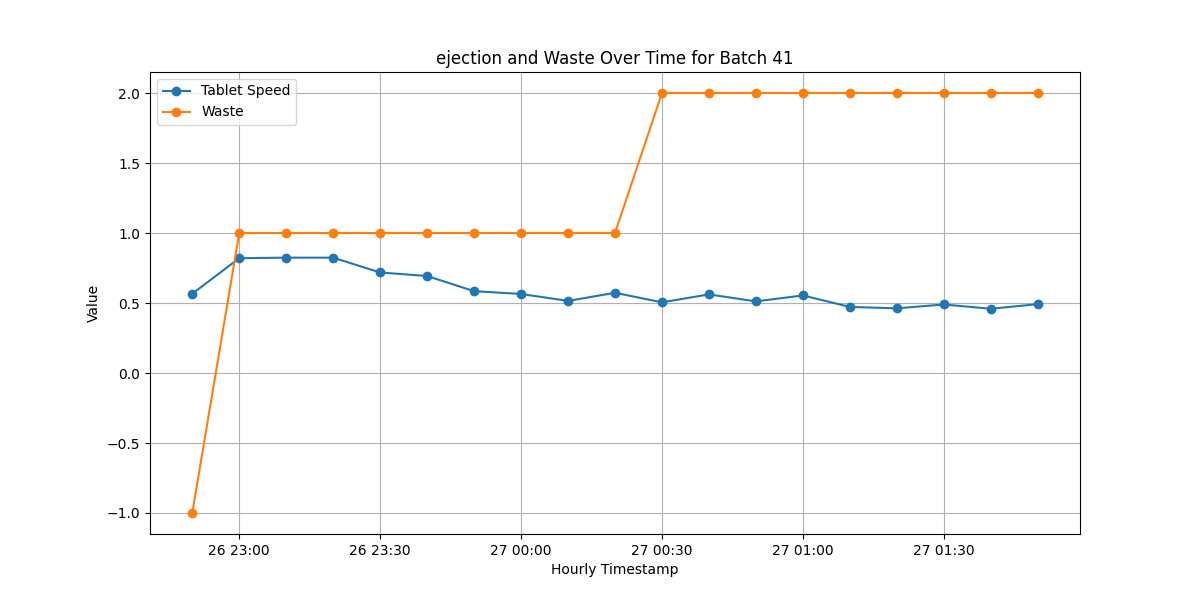 ejection and Waste Over Time for Batch 41
Tablet Speed
Waste
2.0
1.5
1.0
0.5
0.0
−0.5
−1.0
Value
26 23:00 26 23:30 27 00:00 27 00:30 27 01:00 27 01:30
Hourly Timestamp